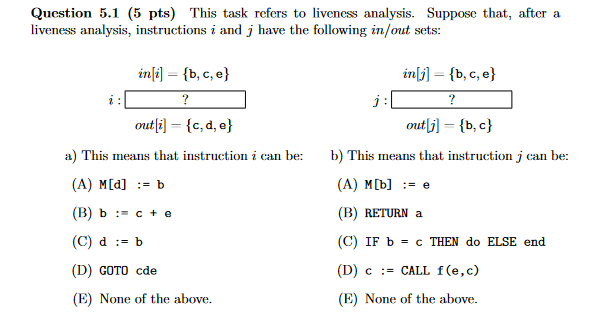 Question 5.1 (5 pts) This task refers to liveness analysis. Suppose that, after a
liveness analysis, instructions i and j have the following in/out sets:
in[i] = {b, c, e}
i : ?
out[i] = {c, d, e}
a) This means that instruction i can be:
(A) M[d] := b
(B) b := c + e
(C) d := b
(D) GOTO cde
(E) None of the above.
in[j] = {b, c, e}
j : ?
out[j] = {b, c}
b) This means that instruction j can be:
(A) M[b] := e
(B) RETURN a
(C) IF b = c THEN do ELSE end
(D) c := CALL f(e,c)
(E) None of the above.